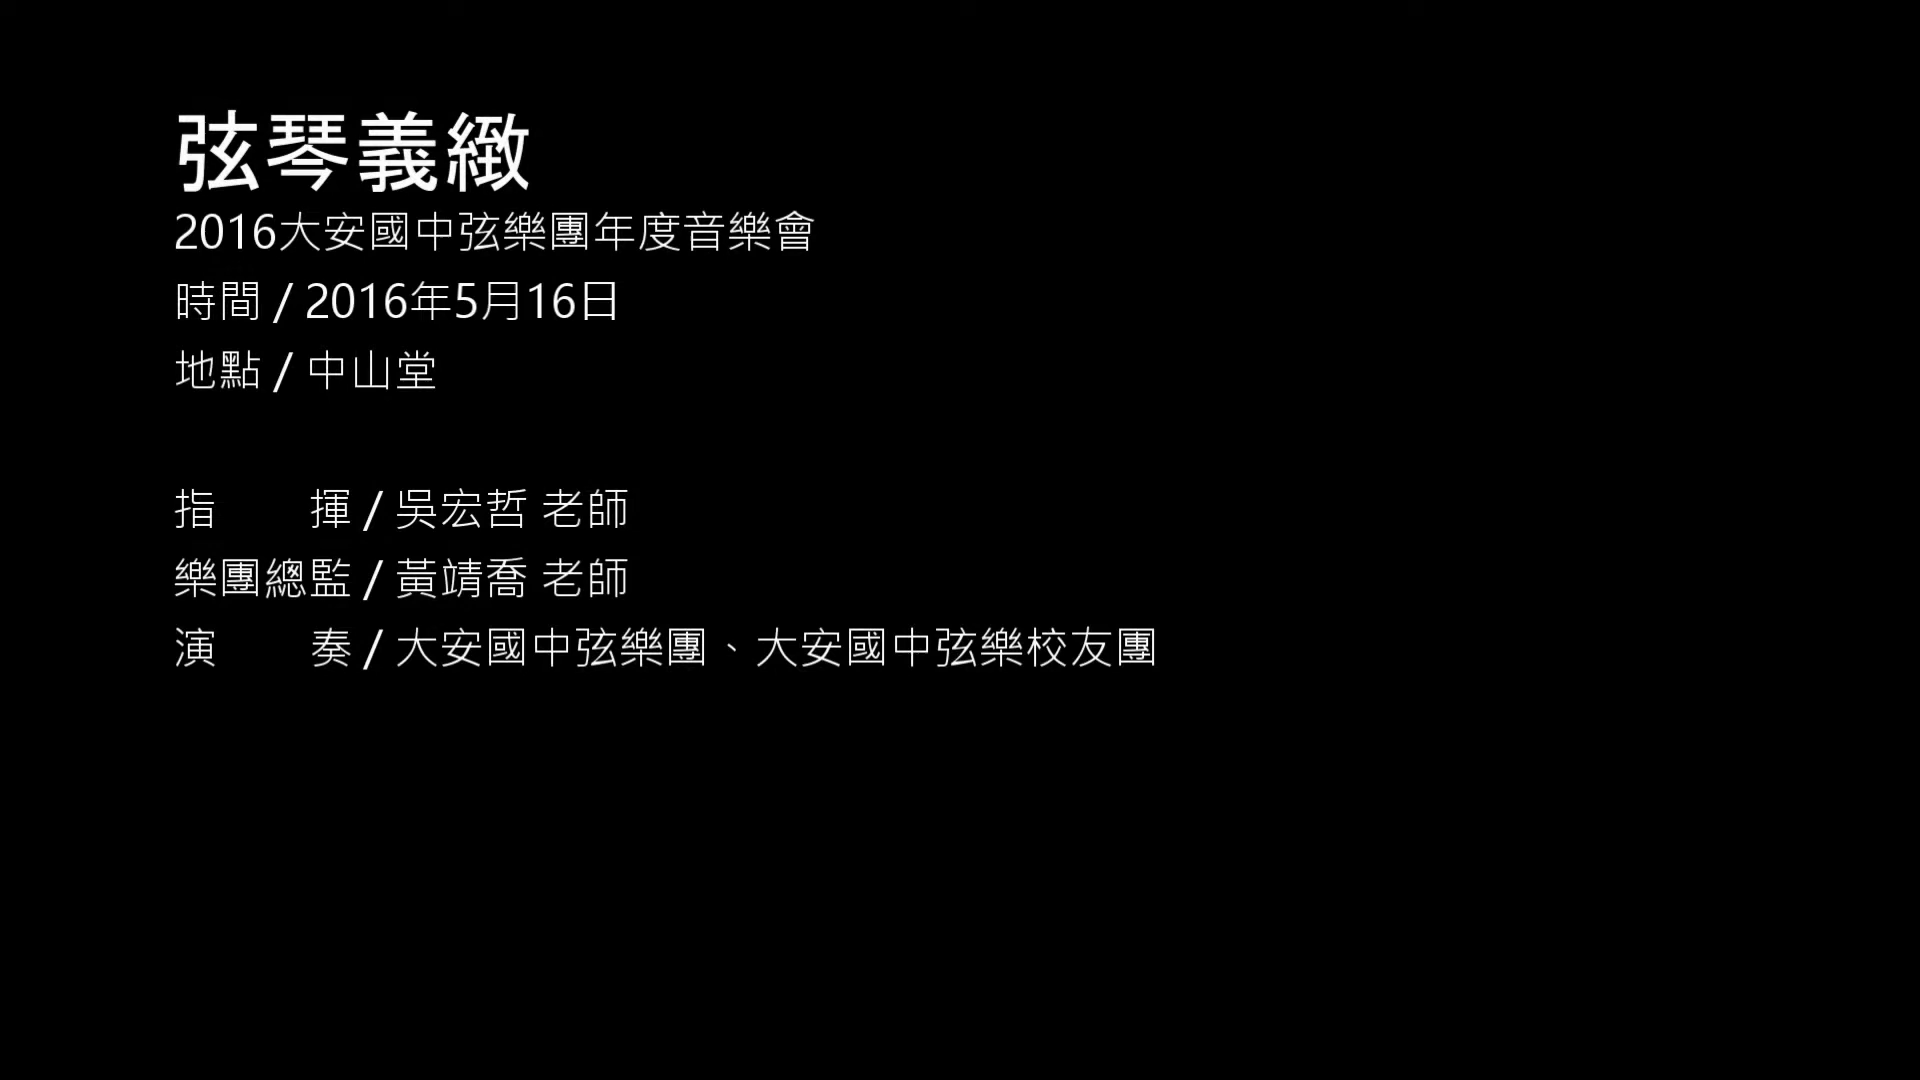 弦琴義緻
2016大安國中弦樂團年度音樂會
時間 / 2016年5月16日
地點 / 中山堂
指　　揮 / 吳宏哲 老師
樂團總監 / 黃靖喬 老師
演　　奏 / 大安國中弦樂團、大安國中弦樂校友團